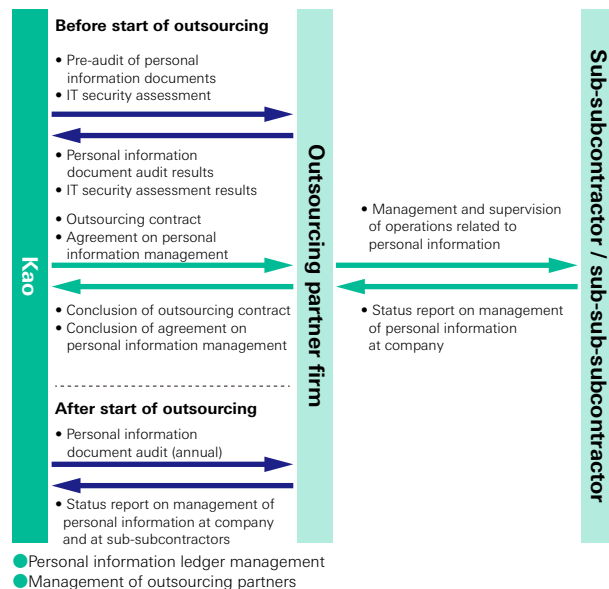 Before start of outsourcing
• Pre-audit of personal
information documents
• IT security assessment
• Personal information
document audit results
• IT security assessment results
• Outsourcing contract
• Agreement on personal
information management
• Conclusion of outsourcing contract
• Conclusion of agreement on
personal information management
After start of outsourcing
• Personal information
document audit (annual)
• Status report on management of
personal information at company
and at sub-subcontractors
Kao
Outsourcing partner firm
• Management and supervision
of operations related to
personal information
• Status report on management
of personal information
at company
Sub-subcontractor / sub-sub-subcontractor
●Personal information ledger management
●Management of outsourcing partners